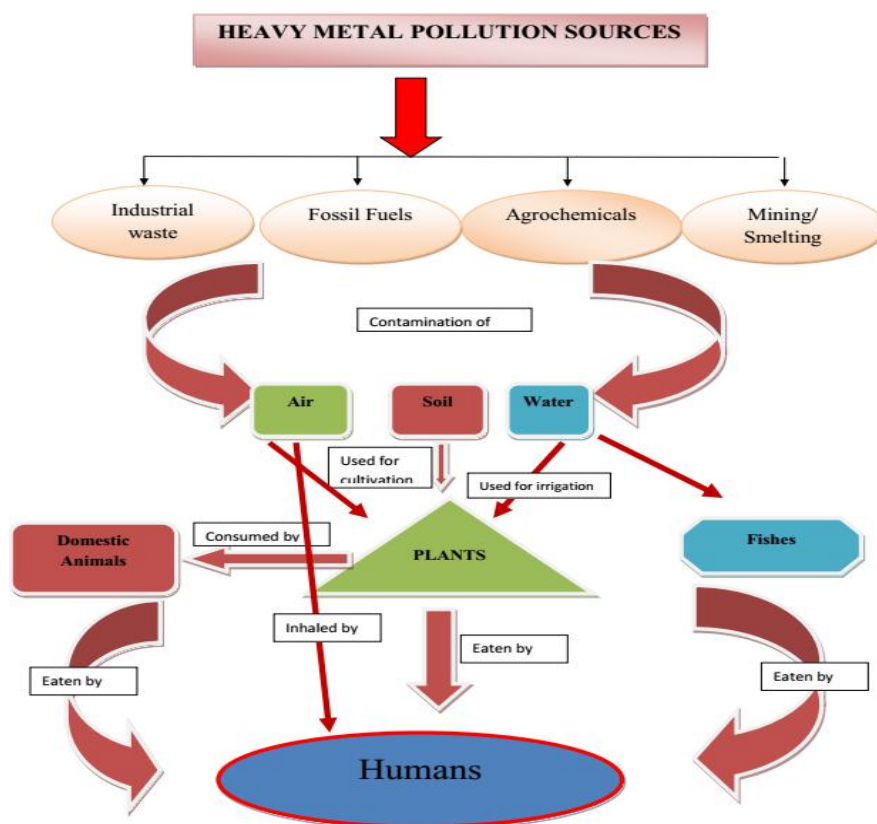 HEAVY METAL POLLUTION SOURCES
Industrial
waste
Fossil Fuels
Agrochemicals
Mining/
Smelting
Contamination of
Air
Soil
Water
Used for
cultivation
Used for irrigation
Domestic
Animals
Consumed by
PLANTS
Fishes
Inhaled by
Eaten by
Eaten by
Eaten by
Humans